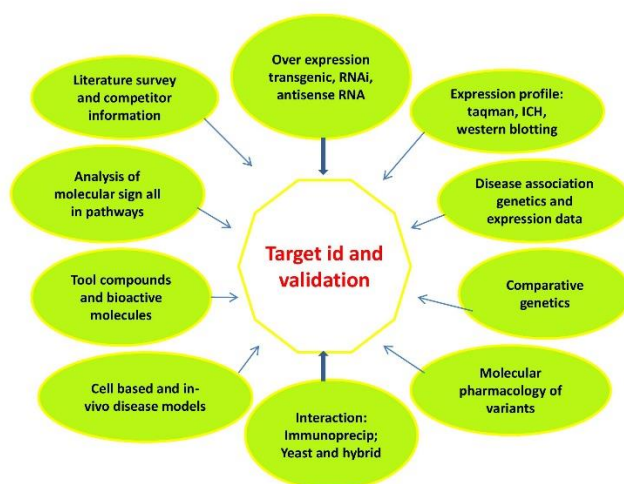 Over expression
transgenic, RNAi,
antisense RNA
Literature survey
and competitor
information
Expression profile:
taqman, ICH,
western blotting
Analysis of
molecular sign all
in pathways
Disease association
genetics and
expression data
Target id and
validation
Tool compounds
and bioactive
molecules
Comparative
genetics
Cell based and in-
vivo disease models
Molecular
pharmacology of
variants
Interaction:
Immunoprecip;
Yeast and hybrid